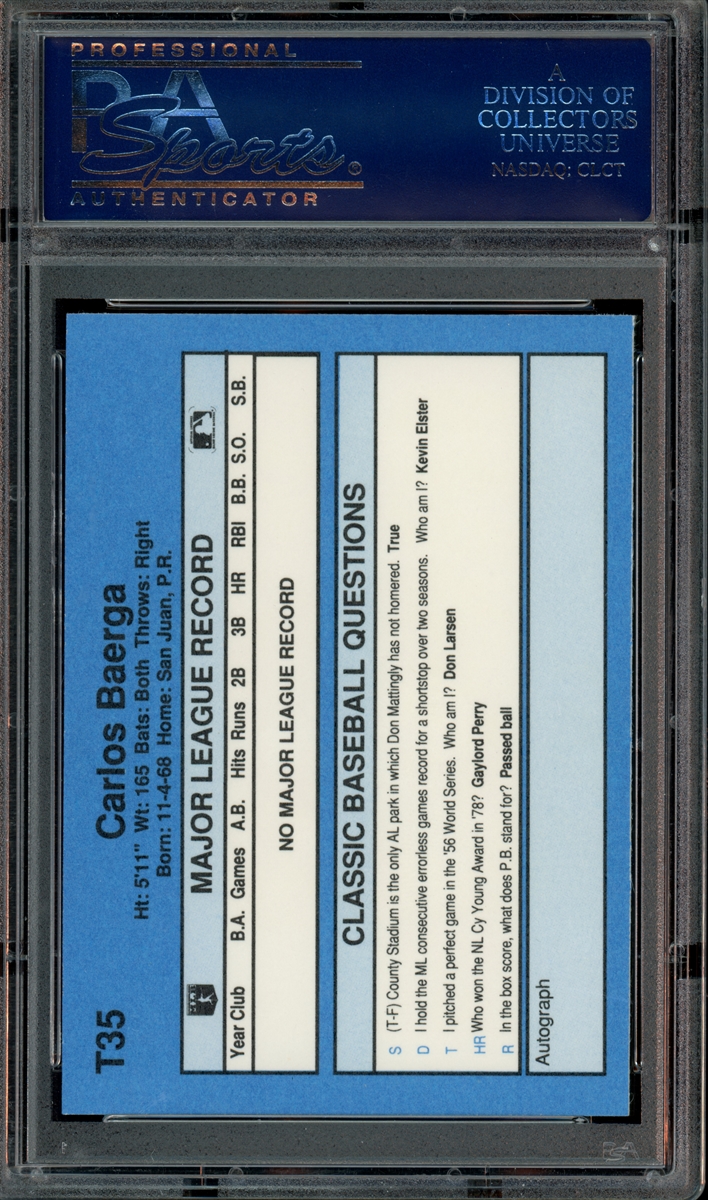 PROFESSIONAL
PSA
Sports®
AUTHENTICATOR
A
DIVISION OF
COLLECTORS
UNIVERSE
NASDAQ: CLCT
T35
Carlos Baerga
Ht: 5'11" Wt: 165 Bats: Both Throws: Right
Born: 11-4-68 Home: San Juan, P.R.
MAJOR LEAGUE RECORD
Year Club B.A. Games A.B. Hits Runs 2B 3B HR RBI B.B. S.O. S.B.
NO MAJOR LEAGUE RECORD
CLASSIC BASEBALL QUESTIONS
S (T-F) County Stadium is the only AL park in which Don Mattingly has not homered. True
D I hold the ML consecutive errorless games record for a shortstop over two seasons. Who am I? Kevin Elster
T I pitched a perfect game in the '56 World Series. Who am I? Don Larsen
HR Who won the NL Cy Young Award in '78? Gaylord Perry
R In the box score, what does P.B. stand for? Passed ball
Autograph
PSA